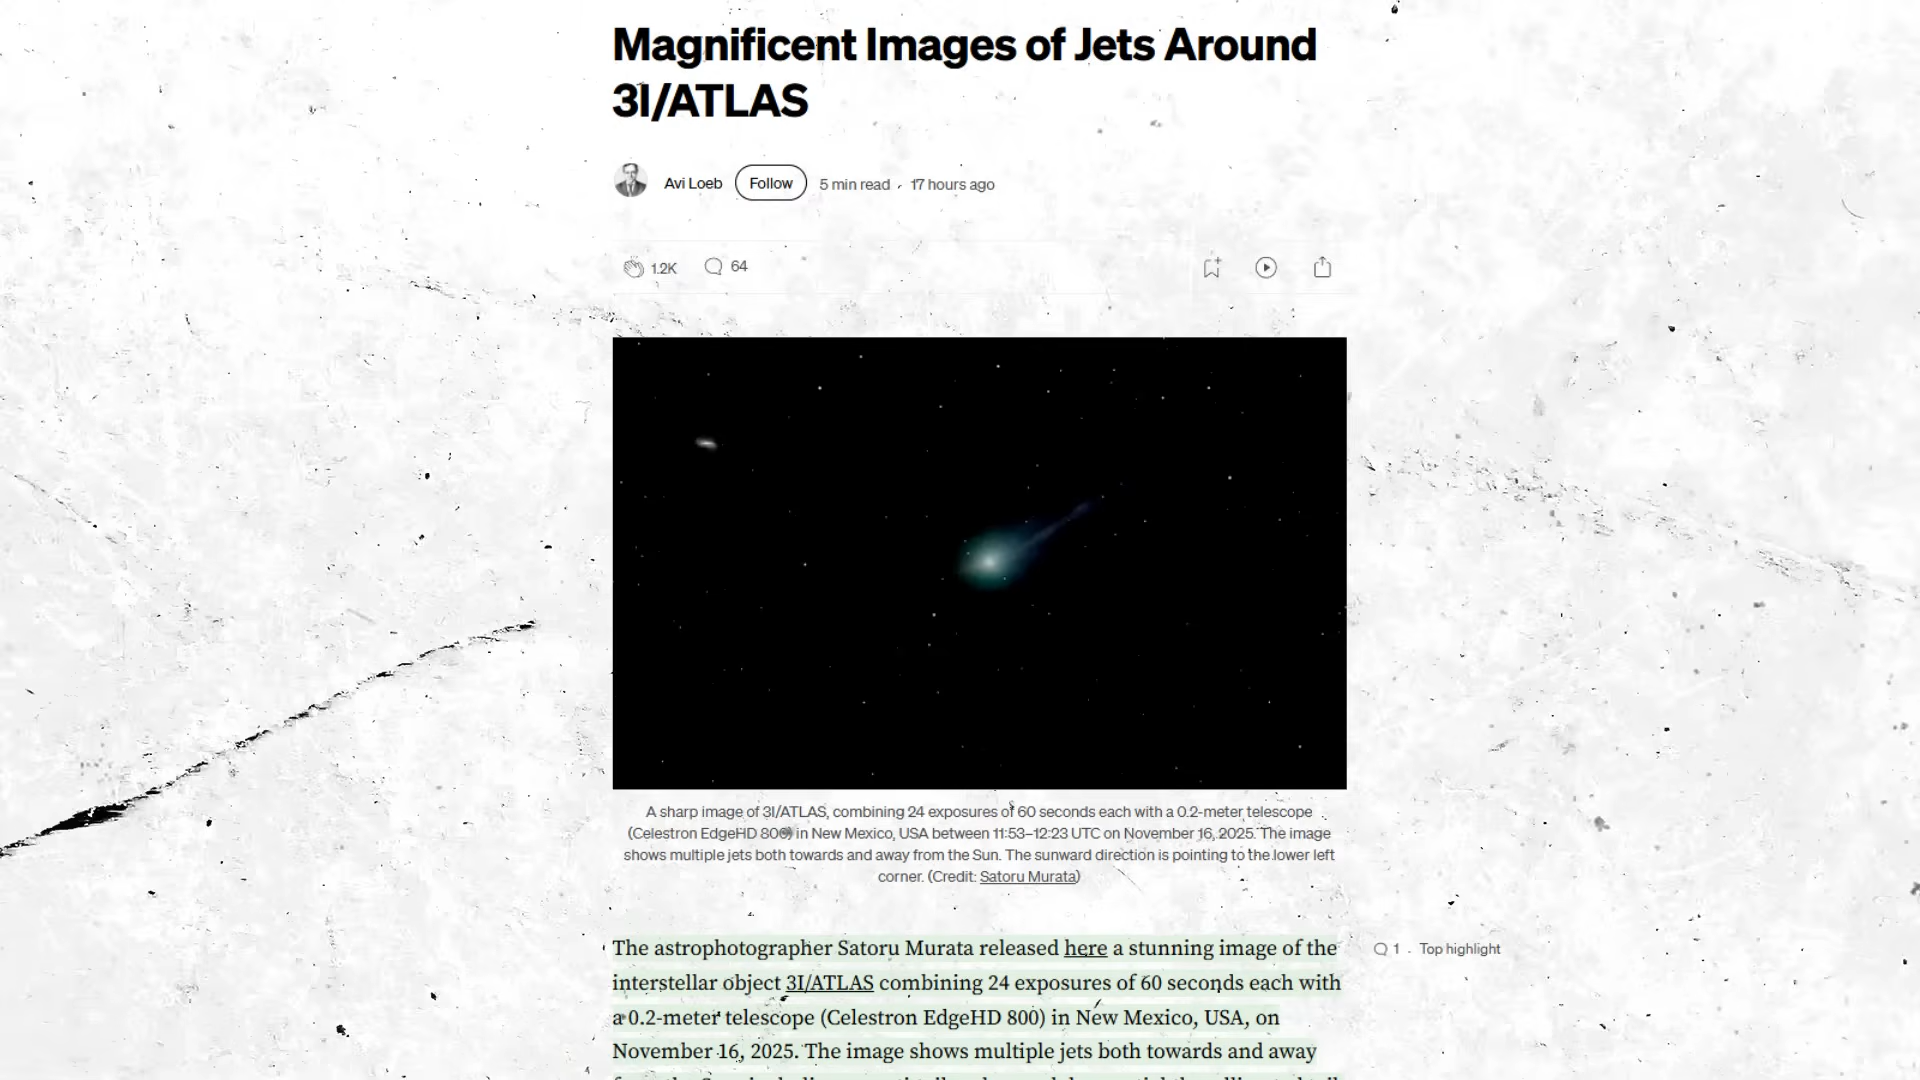 Magnificent Images of Jets Around
3I/ATLAS
Avi Loeb Follow 5 min read · 17 hours ago
1.2K 64
A sharp image of 3I/ATLAS, combining 24 exposures of 60 seconds each with a 0.2-meter telescope
(Celestron EdgeHD 800) in New Mexico, USA between 11:53–12:23 UTC on November 16, 2025. The image
shows multiple jets both towards and away from the Sun. The sunward direction is pointing to the lower left
corner. (Credit: Satoru Murata)
The astrophotographer Satoru Murata released here a stunning image of the
1 · Top highlight
interstellar object 3I/ATLAS combining 24 exposures of 60 seconds each with
a 0.2-meter telescope (Celestron EdgeHD 800) in New Mexico, USA, on
November 16, 2025. The image shows multiple jets both towards and away